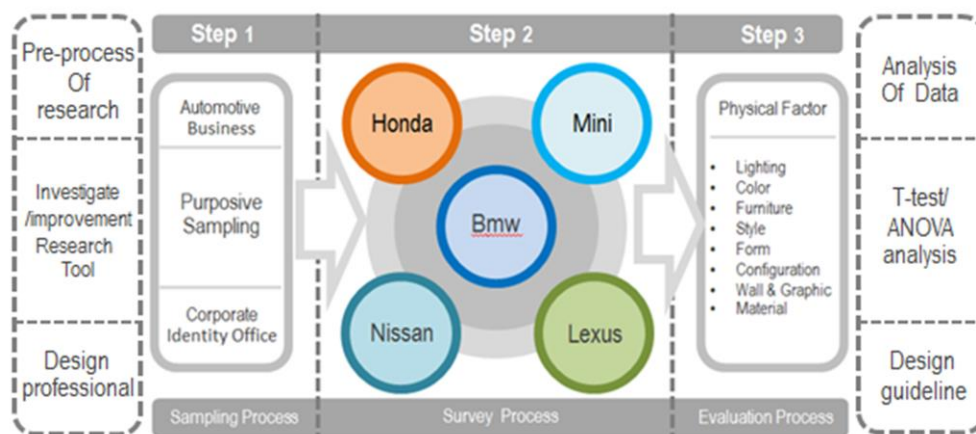 Pre-process
Of
research
Investigate
/improvement
Research
Tool
Design
professional
Step 1
Automotive
Business
Purposive
Sampling
Corporate
Identity Office
Sampling Process
Step 2
Honda
Mini
Bmw
Nissan
Lexus
Survey Process
Step 3
Physical Factor
• Lighting
• Color
• Furniture
• Style
• Form
• Configuration
• Wall & Graphic
• Material
Evaluation Process
Analysis
Of Data
T-test/
ANOVA
analysis
Design
guideline